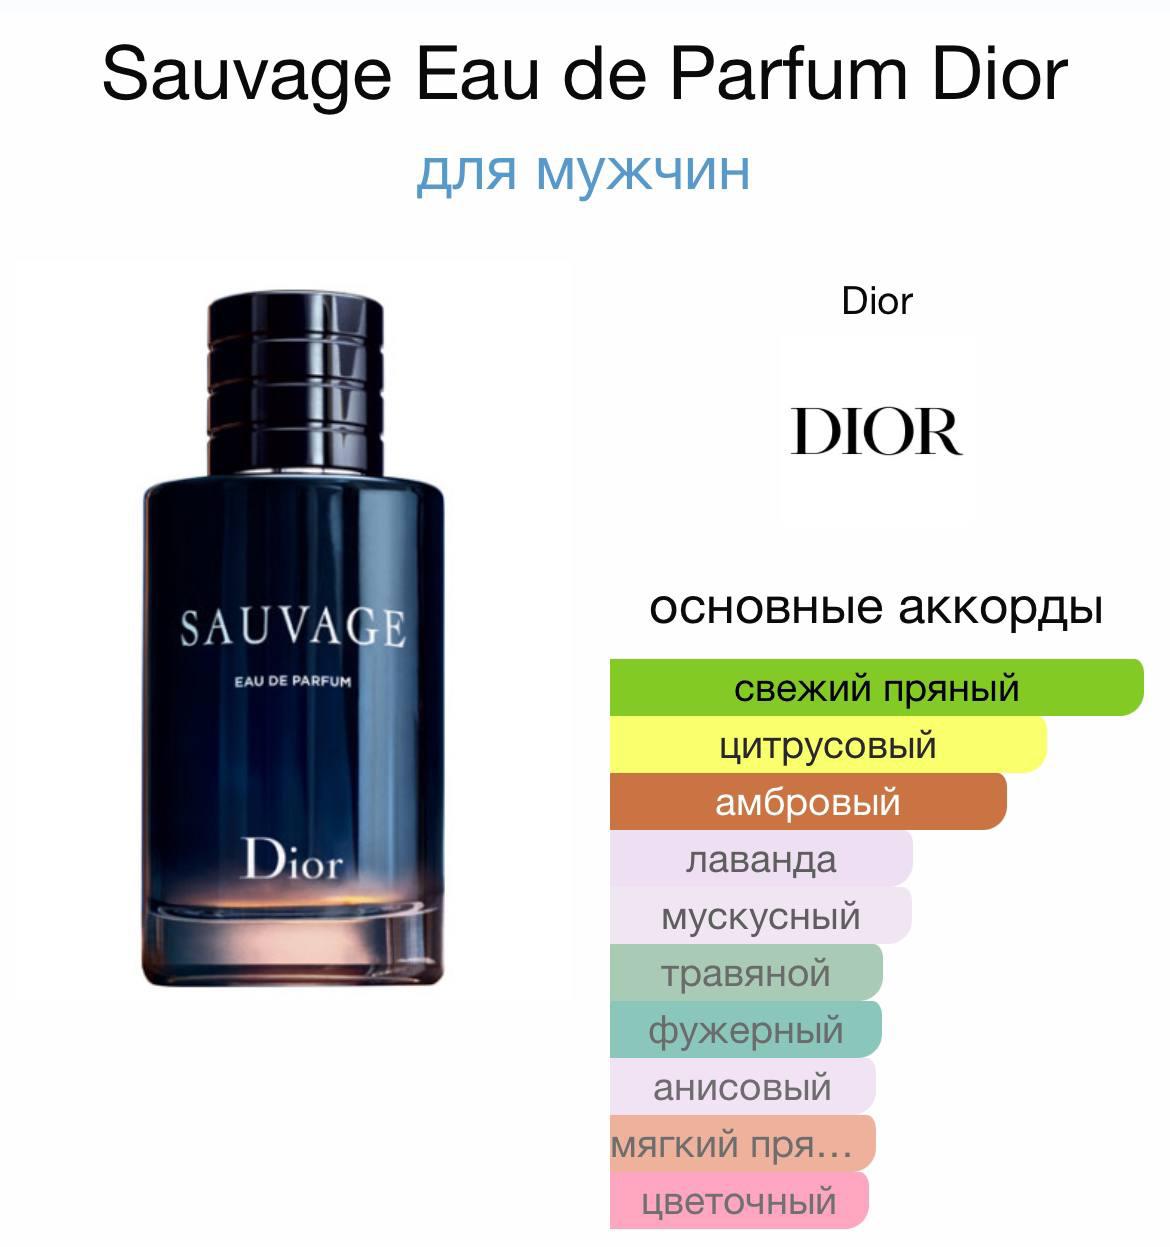 Sauvage Eau de Parfum Dior
для мужчин
SAUVAGE
EAU DE PARFUM
Dior
Dior
DIOR
основные аккорды
свежий пряный
цитрусовый
амбровый
лаванда
мускусный
травяной
фужерный
анисовый
мягкий пря...
цветочный